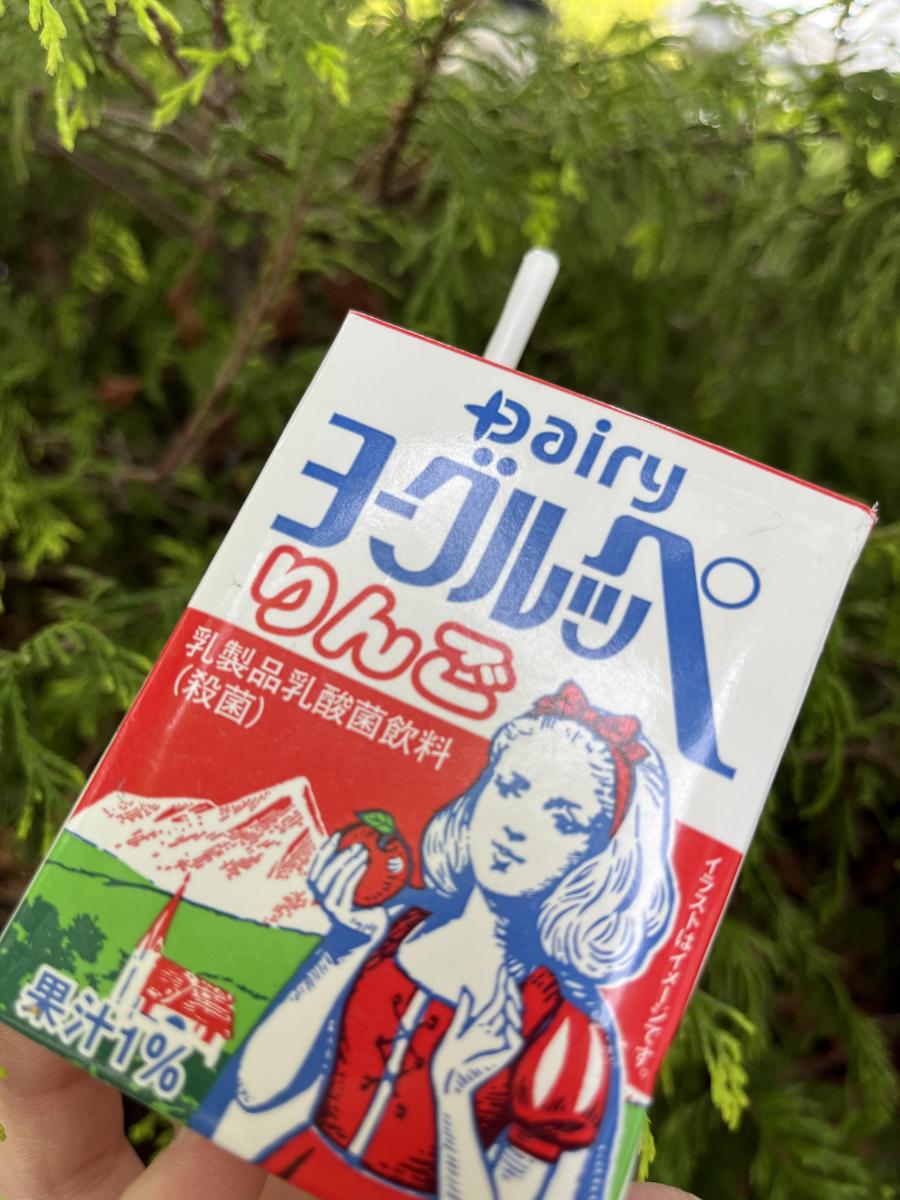 Dairy
ヨーグルッペ
りんご
乳製品乳酸菌飲料
(殺菌)
イラストはイメージです。
果汁1%